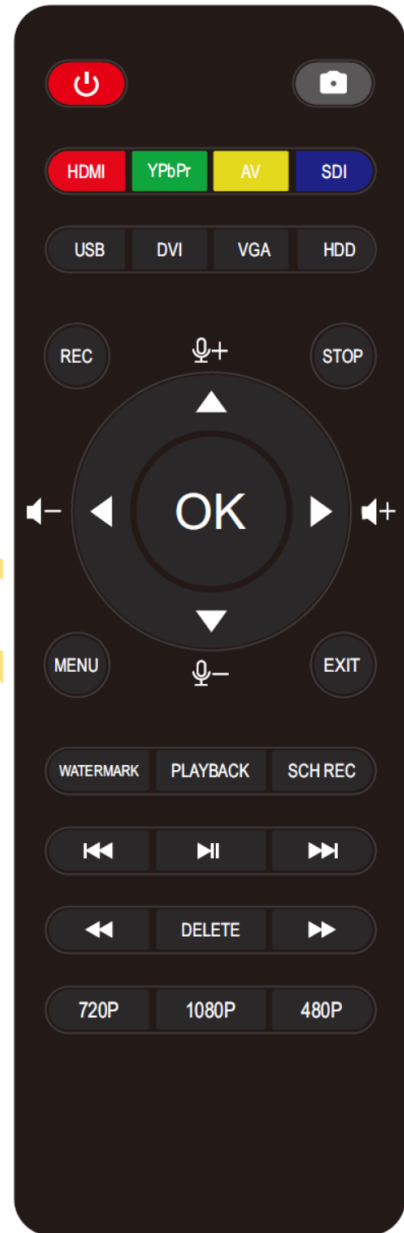 HDMI YPbPr AV SDI
USB DVI VGA HDD
REC STOP
OK
MENU EXIT
WATERMARK PLAYBACK SCH REC
DELETE
720P 1080P 480P